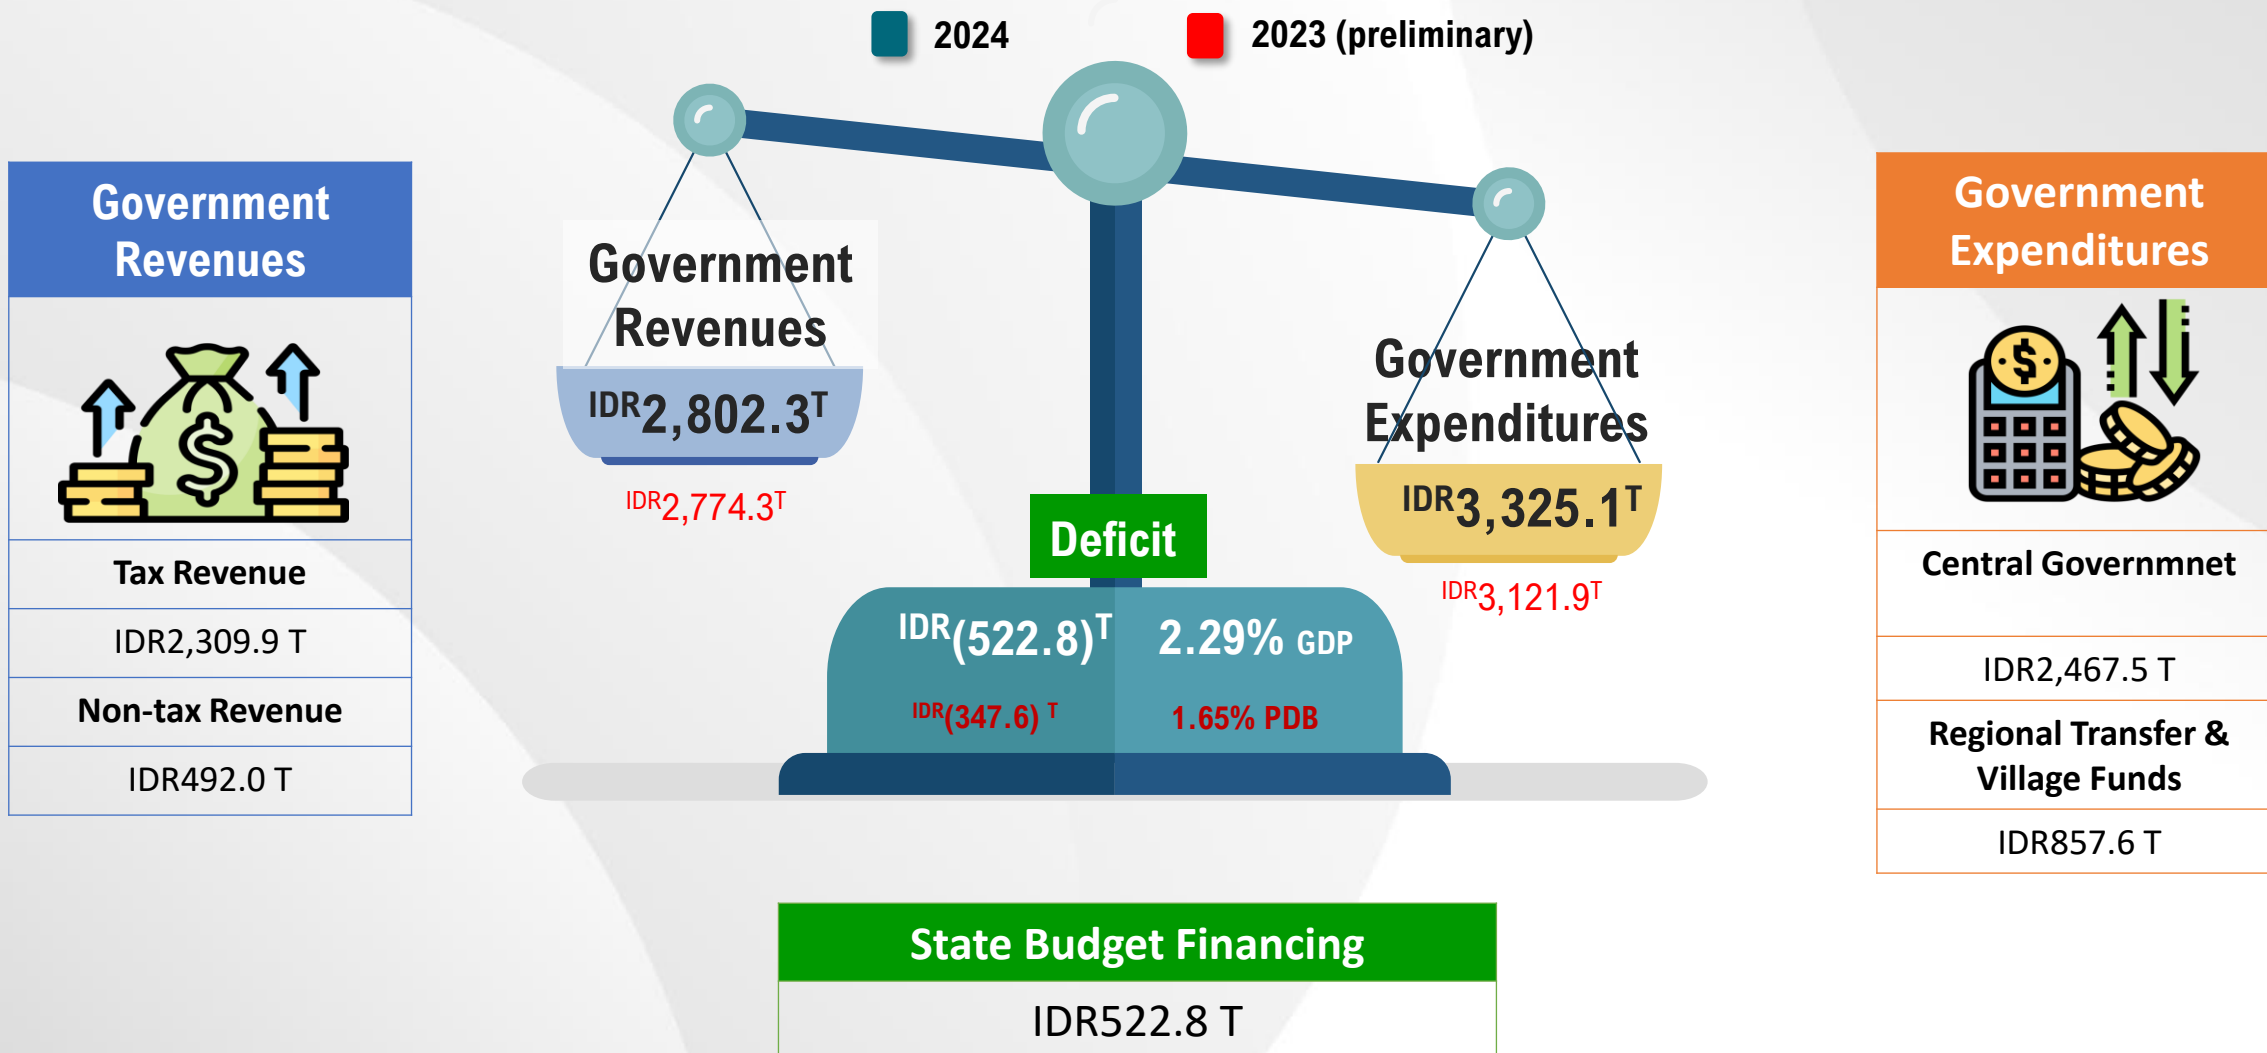 2024
2023 (preliminary)
Government
Revenues
Tax Revenue
IDR2,309.9 T
Non-tax Revenue
IDR492.0 T
Government
Revenues
IDR2,802.3T
IDR2,774.3T
Deficit
IDR(522.8)T
2.29% GDP
IDR(347.6) T
1.65% PDB
Government
Expenditures
IDR3,325.1T
IDR3,121.9T
Government
Expenditures
Central Governmnet
IDR2,467.5 T
Regional Transfer &
Village Funds
IDR857.6 T
State Budget Financing
IDR522.8 T